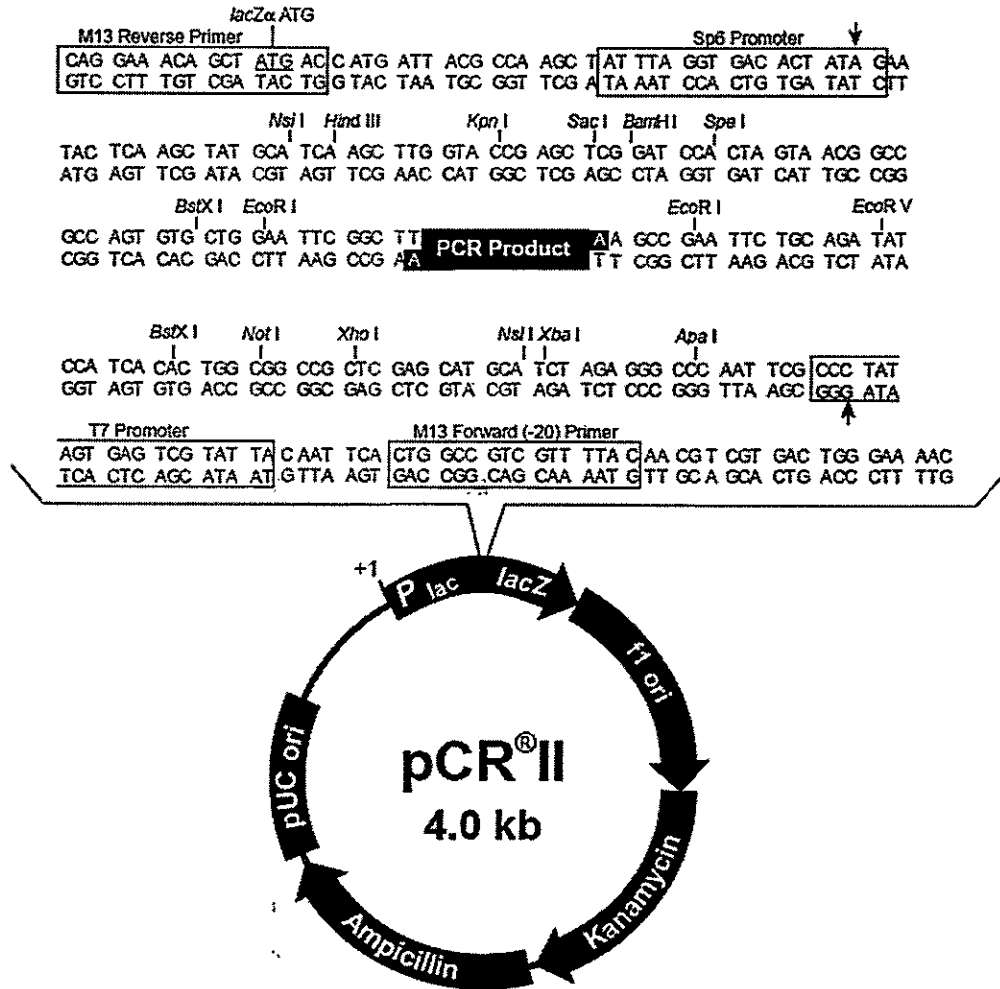 lacZα ATG
M13 Reverse Primer Sp6 Promoter
CAG GAA ACA GCT ATG AC C ATG ATT ACG CCA AGC T AT TTA GGT GAC ACT ATA G AA
GTC CTT TGT CGA TAC TG G TAC TAA TGC GGT TCG A TA AAT CCA CTG TGA TAT C TT
Nsi I Hind III Kpn I Sac I BamH I Spe I
TAC TCA AGC TAT GCA TCA AGC TTG GTA CCG AGC TCG GAT CCA CTA GTA ACG GCC
ATG AGT TCG ATA CGT AGT TCG AAC CAT GGC TCG AGC CTA GGT GAT CAT TGC CGG
BstX I EcoR I EcoR I EcoR V
GCC AGT GTG CTG GAA TTC GGC TT PCR Product A A GCC GAA TTC TGC AGA TAT
CGG TCA CAC GAC CTT AAG CCG A A T T CGG CTT AAG ACG TCT ATA
BstX I Not I Xho I Nsi I Xba I Apa I
CCA TCA CAC TGG CGG CCG CTC GAG CAT GCA TCT AGA GGG CCC AAT TCG CCC TAT
GGT AGT GTG ACC GCC GGC GAG CTC GTA CGT AGA TCT CCC GGG TTA AGC GGG ATA
T7 Promoter M13 Forward (-20) Primer
AGT GAG TCG TAT TA C AAT TCA CTG GCC GTC GTT TTA C AA CGT CGT GAC TGG GAA AAC
TCA CTC AGC ATA AT G TTA AGT GAC CGG CAG CAA AAT G TT GCA GCA CTG ACC CTT TTG
+1
P lac lacZ
f1 ori
Kanamycin
Ampicillin
pUC ori
pCR®II
4.0 kb